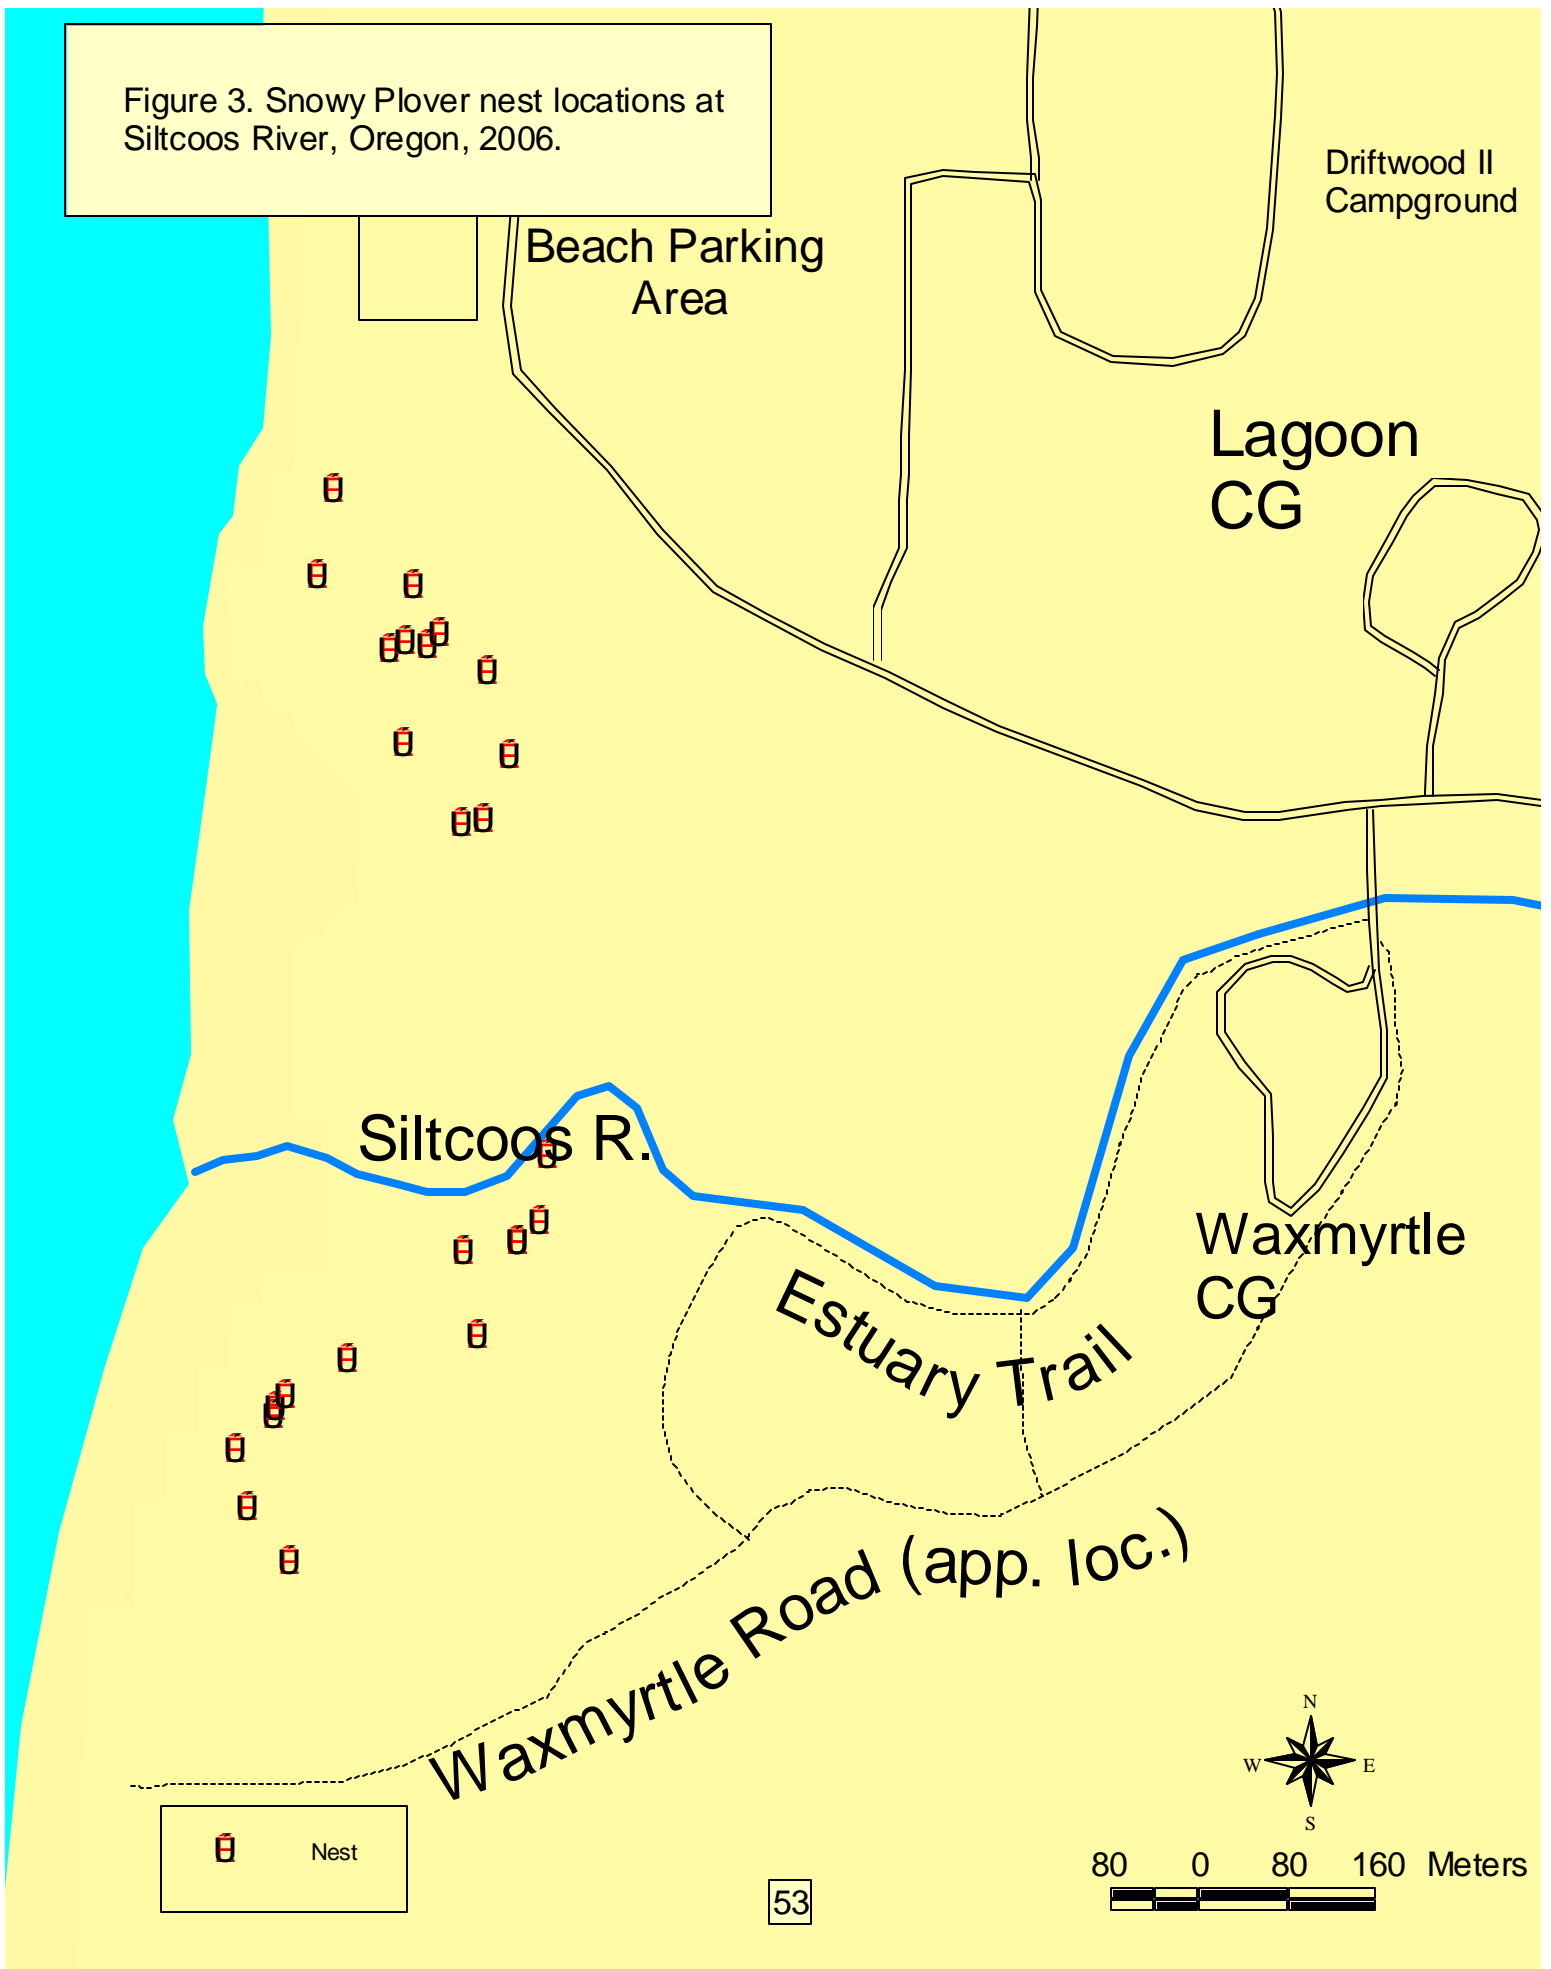 Figure 3. Snowy Plover nest locations at
Siltcoos River, Oregon, 2006.
Driftwood II
Campground
Beach Parking
Area
Lagoon
CG
Siltcoos R.
Waxmyrtle
CG
Estuary Trail
Waxmyrtle Road (app. loc.)
N
W E
S
Nest
80 0 80 160 Meters
53